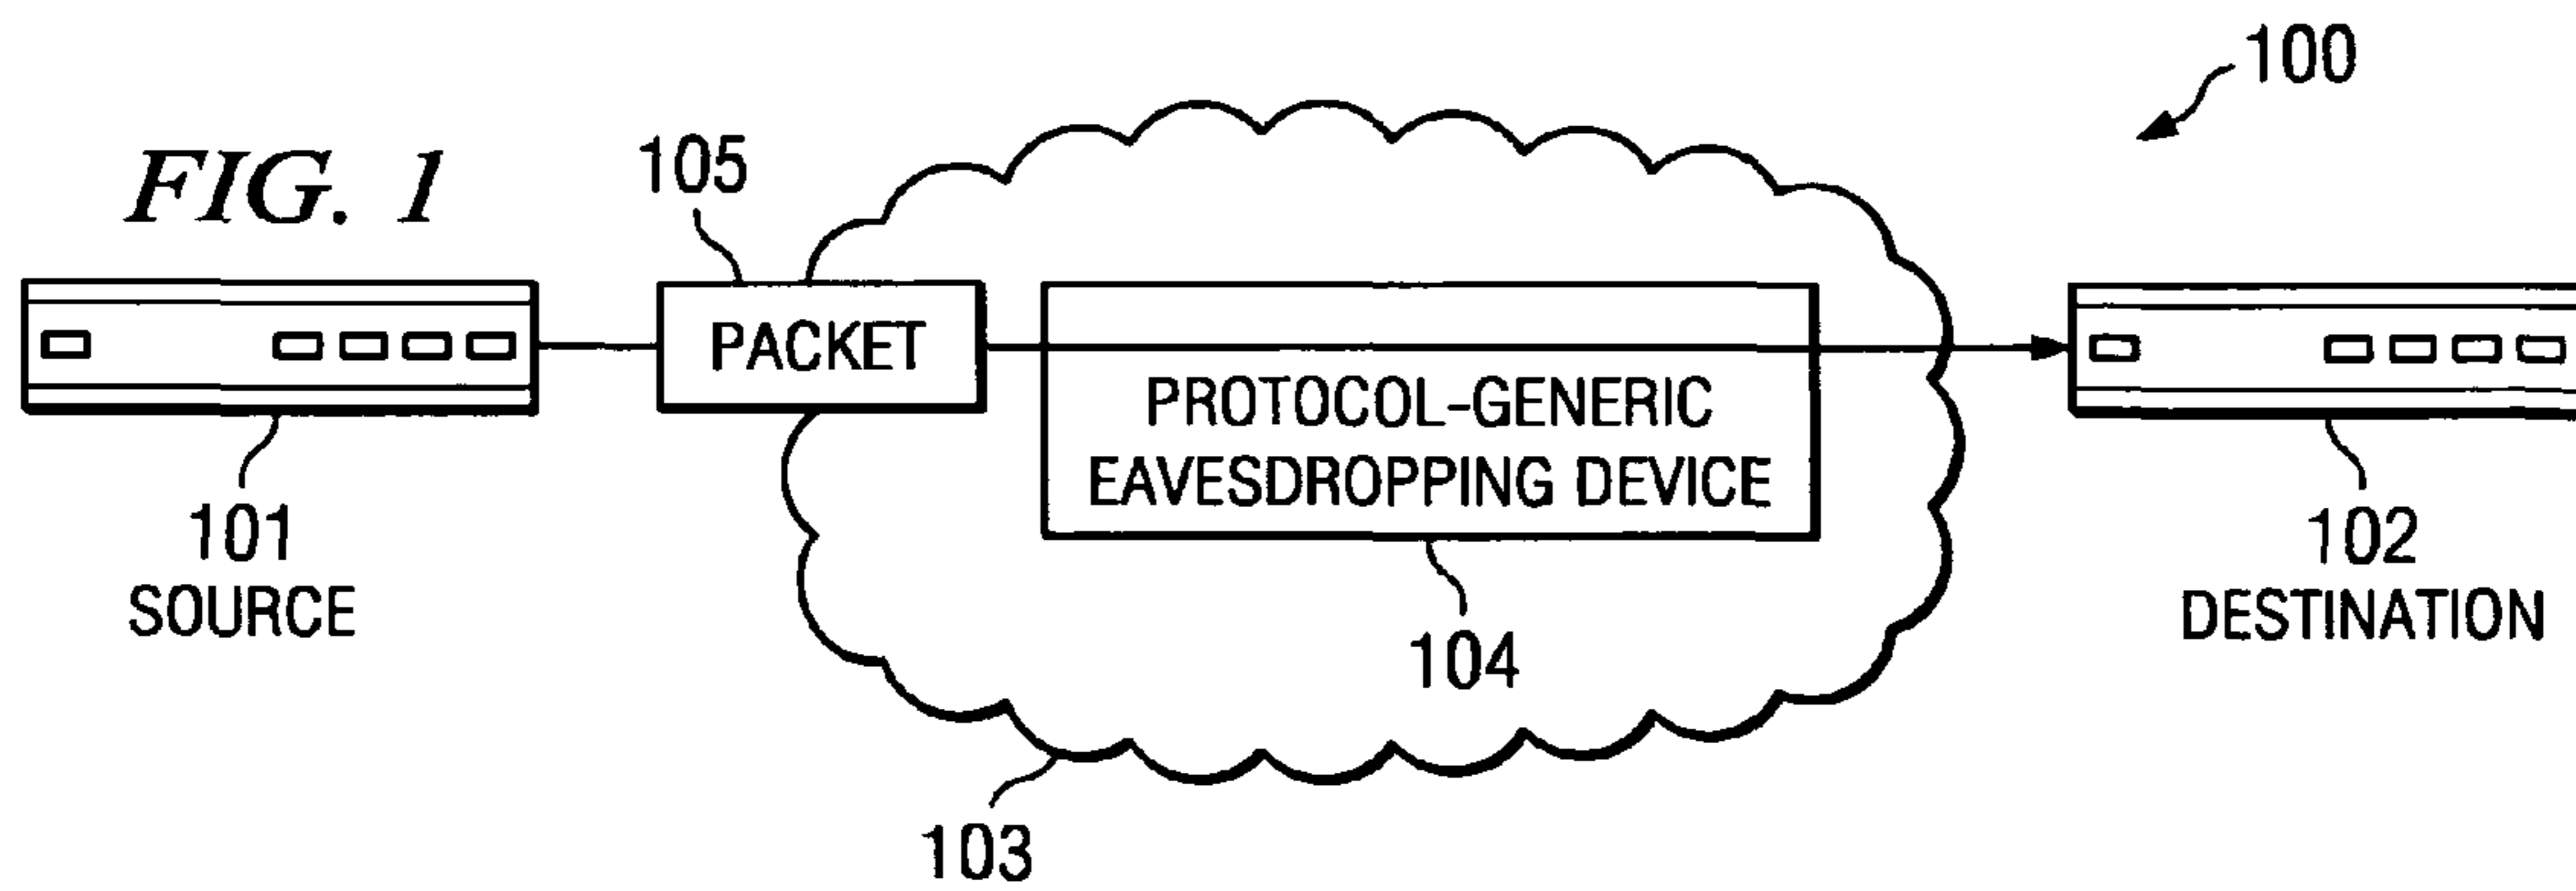 100
FIG. 1
105
PACKET
PROTOCOL-GENERIC
EAVESDROPPING DEVICE
101
SOURCE
102
DESTINATION
104
103